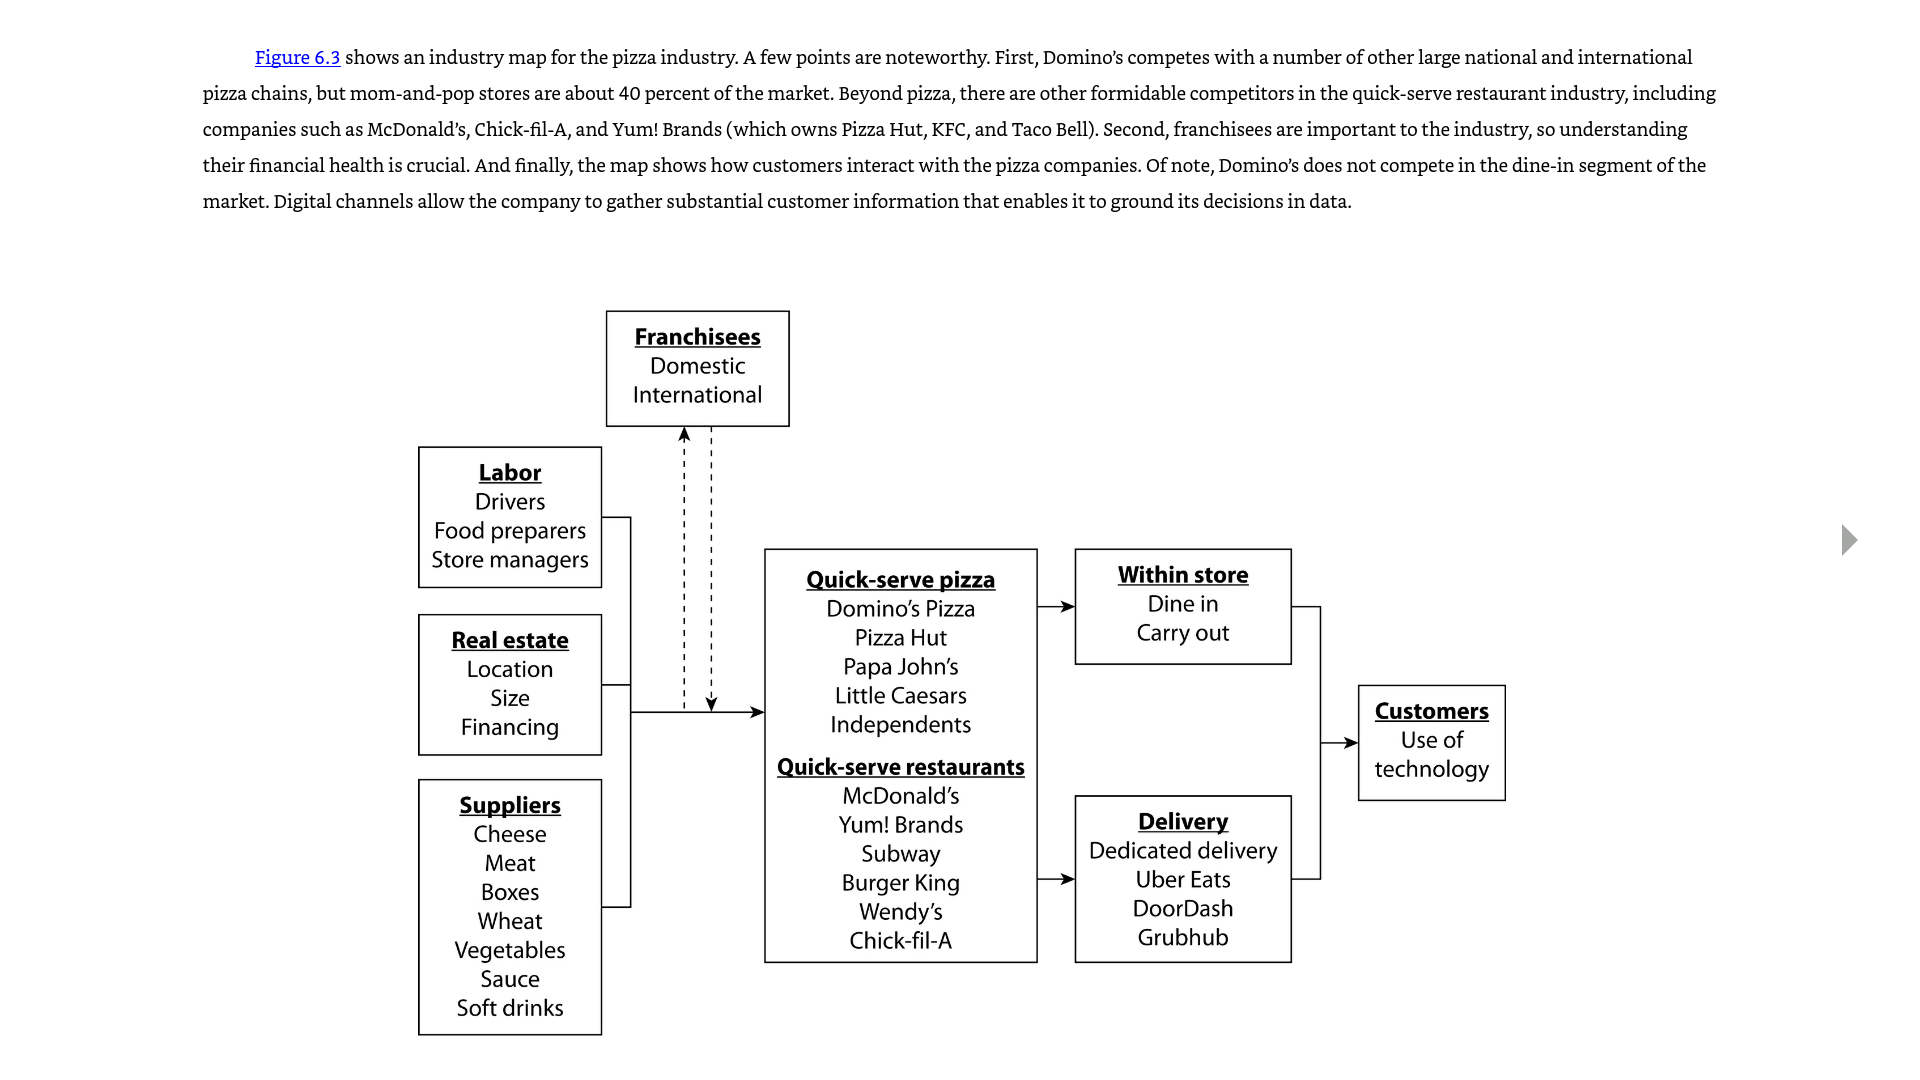 Figure 6.3 shows an industry map for the pizza industry. A few points are noteworthy. First, Domino’s competes with a number of other large national and international
pizza chains, but mom-and-pop stores are about 40 percent of the market. Beyond pizza, there are other formidable competitors in the quick-serve restaurant industry, including
companies such as McDonald’s, Chick-fil-A, and Yum! Brands (which owns Pizza Hut, KFC, and Taco Bell). Second, franchisees are important to the industry, so understanding
their financial health is crucial. And finally, the map shows how customers interact with the pizza companies. Of note, Domino’s does not compete in the dine-in segment of the
market. Digital channels allow the company to gather substantial customer information that enables it to ground its decisions in data.
Franchisees
Domestic
International
Labor
Drivers
Food preparers
Store managers
Real estate
Location
Size
Financing
Suppliers
Cheese
Meat
Boxes
Wheat
Vegetables
Sauce
Soft drinks
Quick-serve pizza
Domino’s Pizza
Pizza Hut
Papa John’s
Little Caesars
Independents
Quick-serve restaurants
McDonald’s
Yum! Brands
Subway
Burger King
Wendy’s
Chick-fil-A
Within store
Dine in
Carry out
Delivery
Dedicated delivery
Uber Eats
DoorDash
Grubhub
Customers
Use of
technology